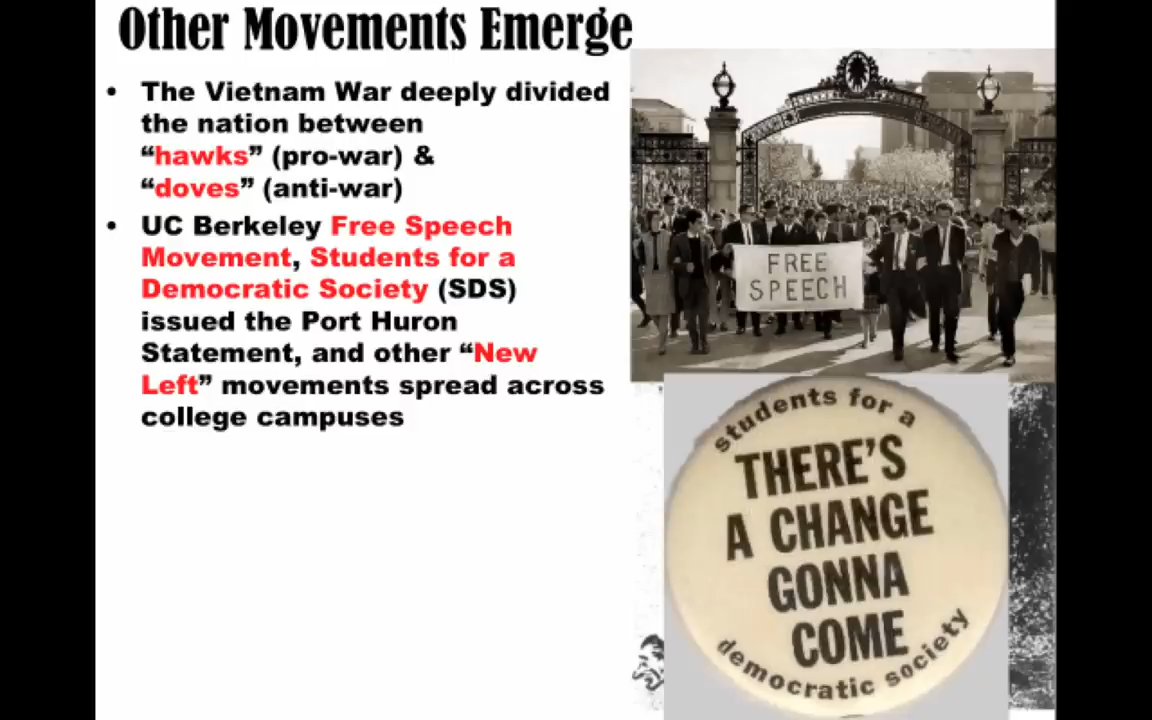 Other Movements Emerge
• The Vietnam War deeply divided
the nation between
“hawks” (pro-war) &
“doves” (anti-war)
• UC Berkeley Free Speech
Movement, Students for a
Democratic Society (SDS)
issued the Port Huron
Statement, and other “New
Left” movements spread across
college campuses
FREE
SPEECH
students for a
THERE'S
A CHANGE
GONNA
COME
democratic society